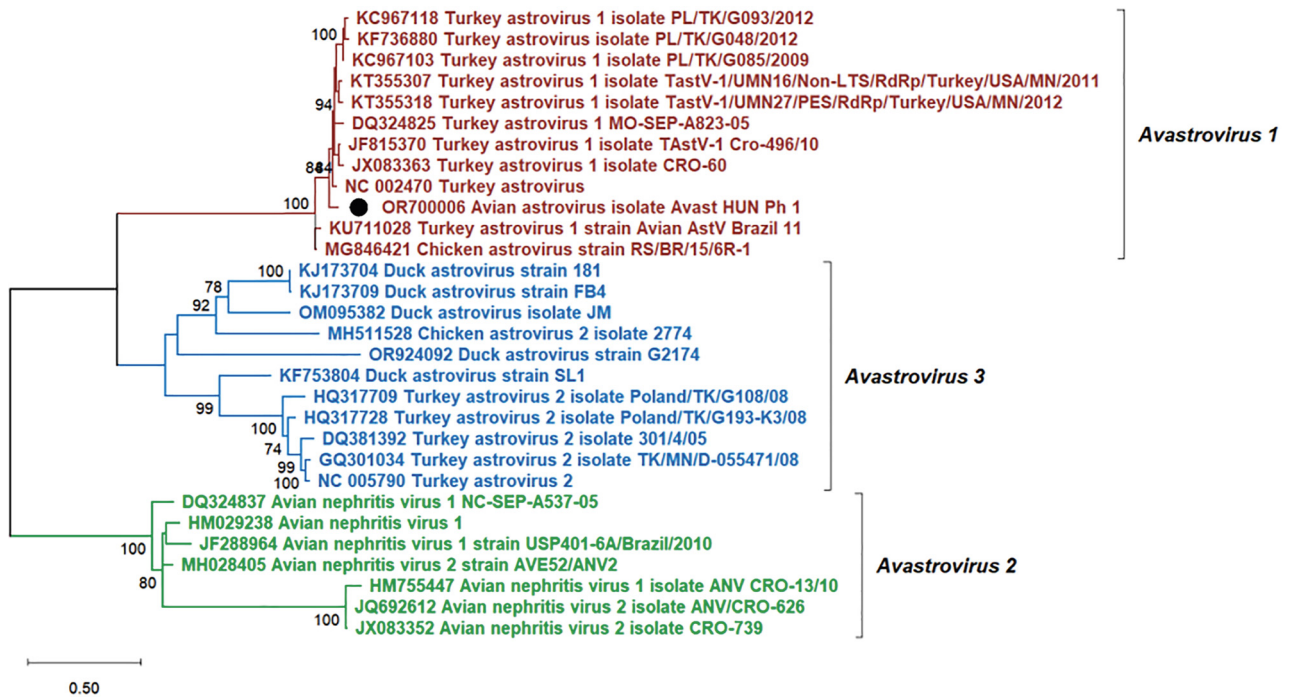 KC967118 Turkey astrovirus 1 isolate PL/TK/G093/2012
100
KF736880 Turkey astrovirus isolate PL/TK/G048/2012
KC967103 Turkey astrovirus 1 isolate PL/TK/G085/2009
KT355307 Turkey astrovirus 1 isolate TastV-1/UMN16/Non-LTS/RdRp/Turkey/USA/MN/2011
94
KT355318 Turkey astrovirus 1 isolate TastV-1/UMN27/PES/RdRp/Turkey/USA/MN/2012
DQ324825 Turkey astrovirus 1 MO-SEP-A823-05
Avastrovirus 1
JF815370 Turkey astrovirus 1 isolate TAstV-1 Cro-496/10
84
JX083363 Turkey astrovirus 1 isolate CRO-60
NC 002470 Turkey astrovirus
100
OR700006 Avian astrovirus isolate Avast HUN Ph 1
KU711028 Turkey astrovirus 1 strain Avian AstV Brazil 11
MG846421 Chicken astrovirus strain RS/BR/15/6R-1
100
KJ173704 Duck astrovirus strain 181
78
KJ173709 Duck astrovirus strain FB4
92
OM095382 Duck astrovirus isolate JM
MH511528 Chicken astrovirus 2 isolate 2774
OR924092 Duck astrovirus strain G2174
KF753804 Duck astrovirus strain SL1
Avastrovirus 3
99
HQ317709 Turkey astrovirus 2 isolate Poland/TK/G108/08
HQ317728 Turkey astrovirus 2 isolate Poland/TK/G193-K3/08
100
DQ381392 Turkey astrovirus 2 isolate 301/4/05
74
GQ301034 Turkey astrovirus 2 isolate TK/MN/D-055471/08
99
NC 005790 Turkey astrovirus 2
100
DQ324837 Avian nephritis virus 1 NC-SEP-A537-05
HM029238 Avian nephritis virus 1
100
JF288964 Avian nephritis virus 1 strain USP401-6A/Brazil/2010
MH028405 Avian nephritis virus 2 strain AVE52/ANV2
Avastrovirus 2
80
HM755447 Avian nephritis virus 1 isolate ANV CRO-13/10
JQ692612 Avian nephritis virus 2 isolate ANV/CRO-626
100
JX083352 Avian nephritis virus 2 isolate CRO-739
0.50